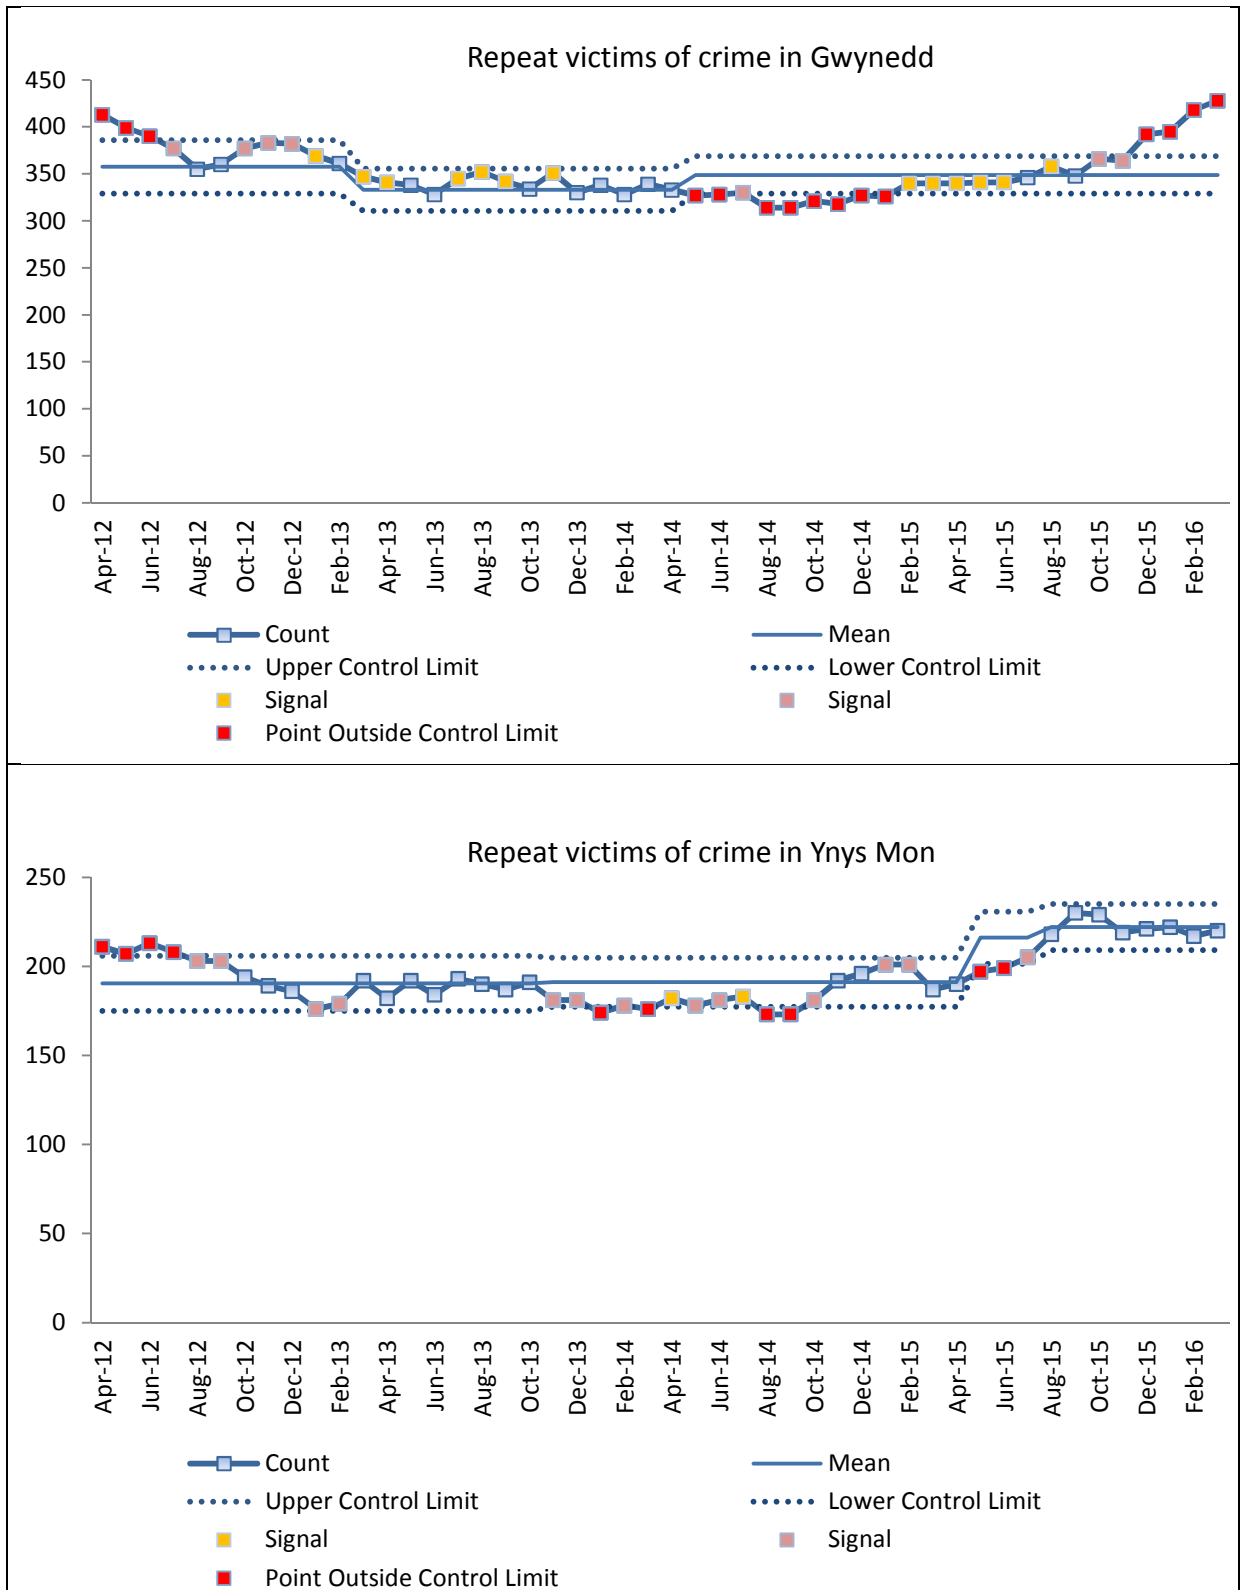 Repeat victims of crime in Gwynedd
450
400
350
300
250
200
150
100
50
0
Apr-12
Jun-12
Aug-12
Oct-12
Dec-12
Feb-13
Apr-13
Jun-13
Aug-13
Oct-13
Dec-13
Feb-14
Apr-14
Jun-14
Aug-14
Oct-14
Dec-14
Feb-15
Apr-15
Jun-15
Aug-15
Oct-15
Dec-15
Feb-16
Count Mean
Upper Control Limit Lower Control Limit
Signal Signal
Point Outside Control Limit
Repeat victims of crime in Ynys Mon
250
200
150
100
50
0
Apr-12
Jun-12
Aug-12
Oct-12
Dec-12
Feb-13
Apr-13
Jun-13
Aug-13
Oct-13
Dec-13
Feb-14
Apr-14
Jun-14
Aug-14
Oct-14
Dec-14
Feb-15
Apr-15
Jun-15
Aug-15
Oct-15
Dec-15
Feb-16
Count Mean
Upper Control Limit Lower Control Limit
Signal Signal
Point Outside Control Limit